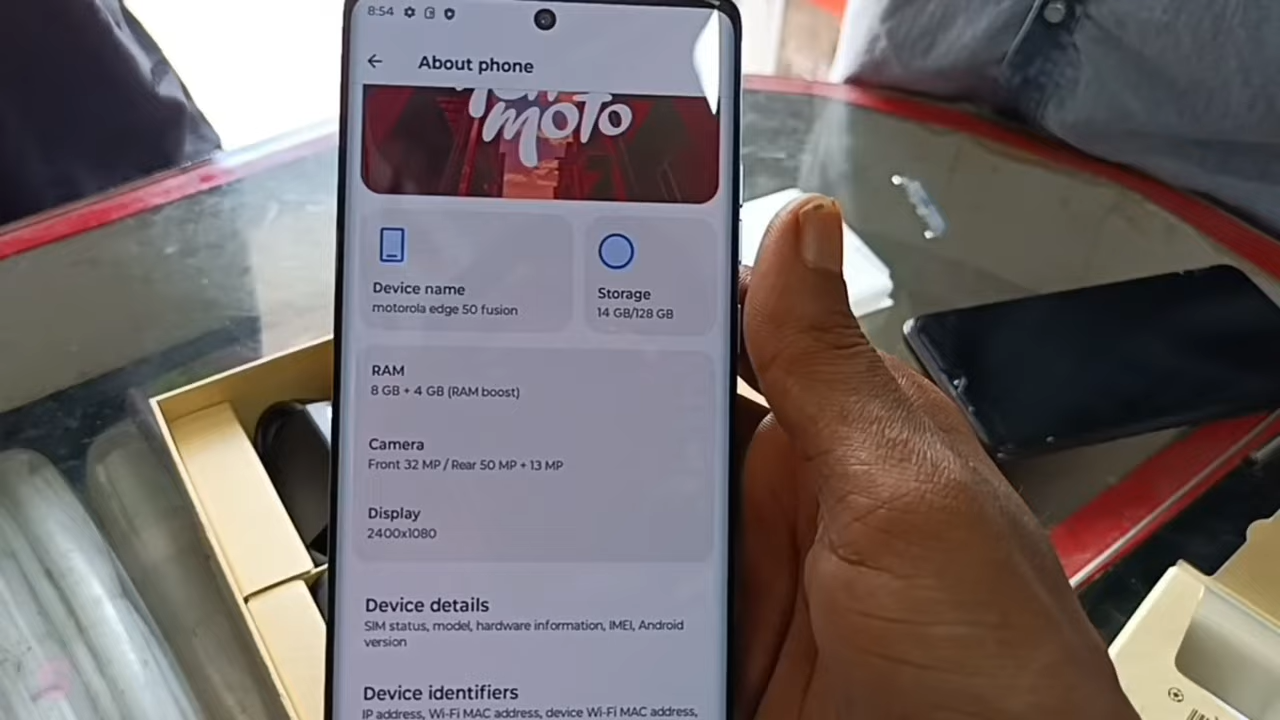 8:54
About phone
moto
Device name
motorola edge 50 fusion
Storage
14 GB/128 GB
RAM
8 GB + 4 GB (RAM boost)
Camera
Front 32 MP / Rear 50 MP + 13 MP
Display
2400x1080
Device details
SIM status, model, hardware information, IMEI, Android
version
Device identifiers
IP address, Wi-Fi MAC address, device Wi-Fi MAC address,